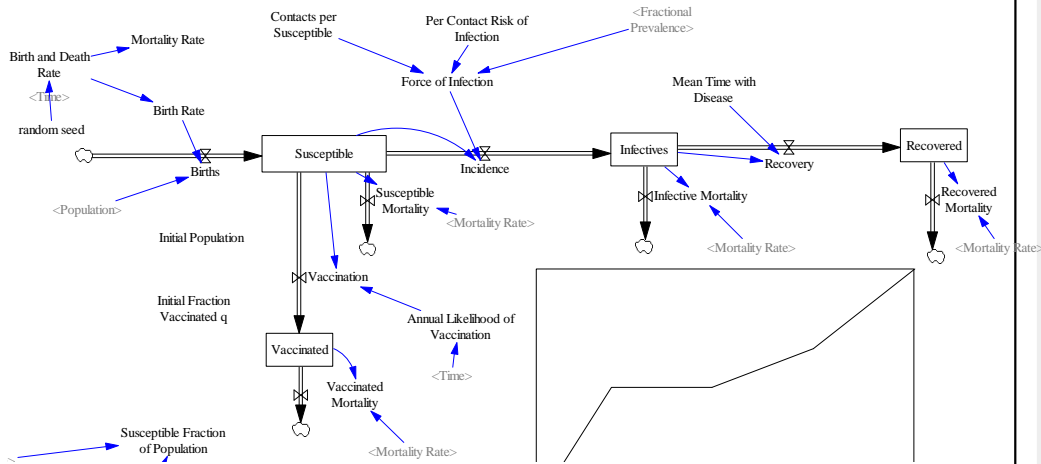 Contacts per
Susceptible
Per Contact Risk of
Infection
<Fractional
Prevalence>
Mortality Rate
Birth and Death
Rate
<Time>
random seed
Birth Rate
Force of Infection
Mean Time with
Disease
Susceptible
Infectives
Recovered
Births
Incidence
Recovery
<Population>
Susceptible
Mortality
<Mortality Rate>
Infective Mortality
<Mortality Rate>
Recovered
Mortality
<Mortality Rate>
Initial Population
Vaccination
Initial Fraction
Vaccinated q
Annual Likelihood of
Vaccination
<Time>
Vaccinated
Vaccinated
Mortality
<Mortality Rate>
Susceptible Fraction
of Population
>